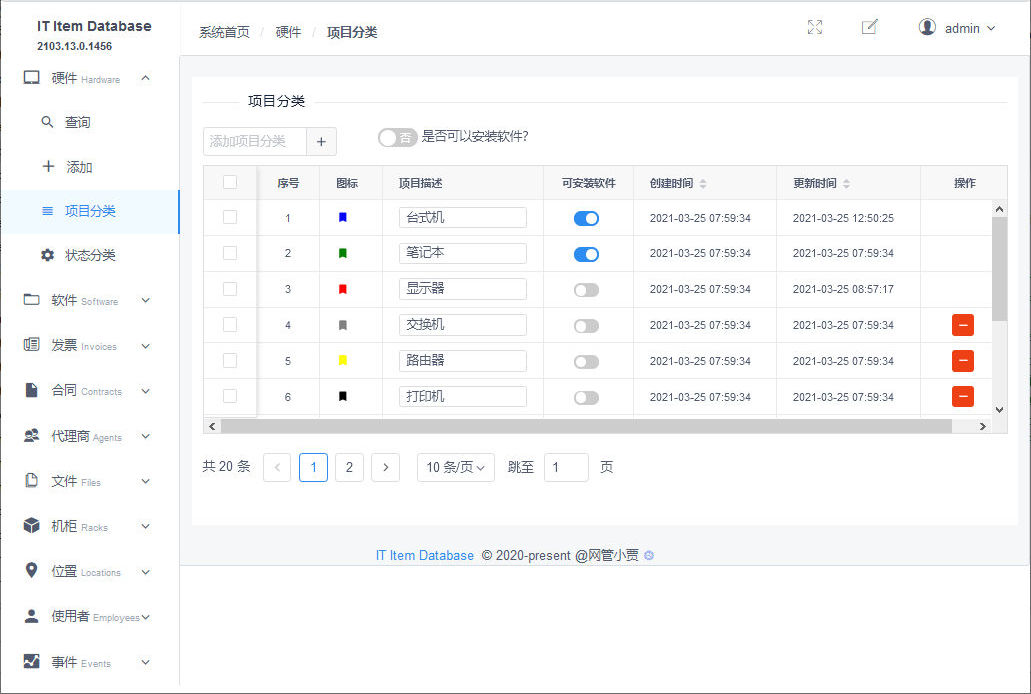 IT Item Database
2103.13.0.1456
硬件 Hardware
查询
添加
项目分类
状态分类
软件 Software
发票 Invoices
合同 Contracts
代理商 Agents
文件 Files
机柜 Racks
位置 Locations
使用者 Employees
事件 Events
系统首页 / 硬件 / 项目分类
admin
项目分类
添加项目分类 + 否 是否可以安装软件?
序号 图标 项目描述 可安装软件 创建时间 更新时间 操作
1 台式机 2021-03-25 07:59:34 2021-03-25 12:50:25
2 笔记本 2021-03-25 07:59:34 2021-03-25 07:59:34
3 显示器 2021-03-25 07:59:34 2021-03-25 08:57:17
4 交换机 2021-03-25 07:59:34 2021-03-25 07:59:34
5 路由器 2021-03-25 07:59:34 2021-03-25 07:59:34
6 打印机 2021-03-25 07:59:34 2021-03-25 07:59:34
共 20 条 1 2 10 条/页 跳至 1 页
IT Item Database © 2020-present @网管小贾